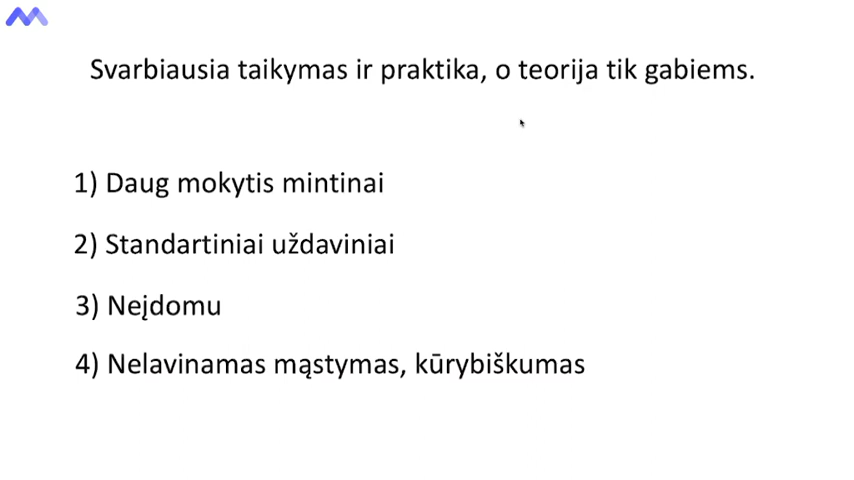 Svarbiausia taikymas ir praktika, o teorija tik gabiems.
1) Daug mokytis mintinai
2) Standartiniai uždaviniai
3) Neįdomu
4) Nelavinamas mąstymas, kūrybiškumas